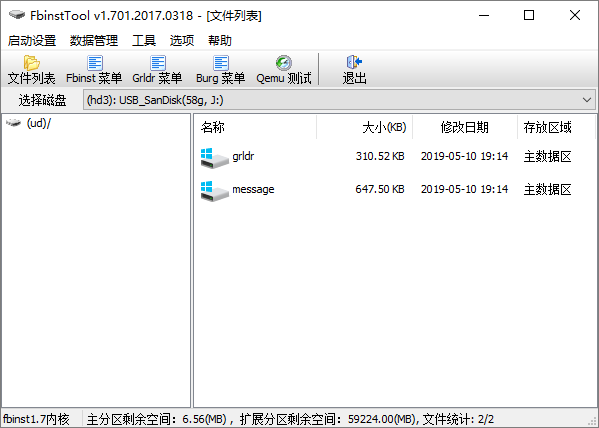 FbinstTool v1.701.2017.0318 - [文件列表]
启动设置 数据管理 工具 选项 帮助
文件列表 Fbinst 菜单 Grldr 菜单 Burg 菜单 Qemu 测试 退出
选择磁盘 (hd3): USB_SanDisk(58g, J:)
(ud)/
名称 大小(KB) 修改日期 存放区域
grldr 310.52 KB 2019-05-10 19:14 主数据区
message 647.50 KB 2019-05-10 19:14 主数据区
fbinst1.7内核 主分区剩余空间：6.56(MB) , 扩展分区剩余空间：59224.00(MB), 文件统计: 2/2